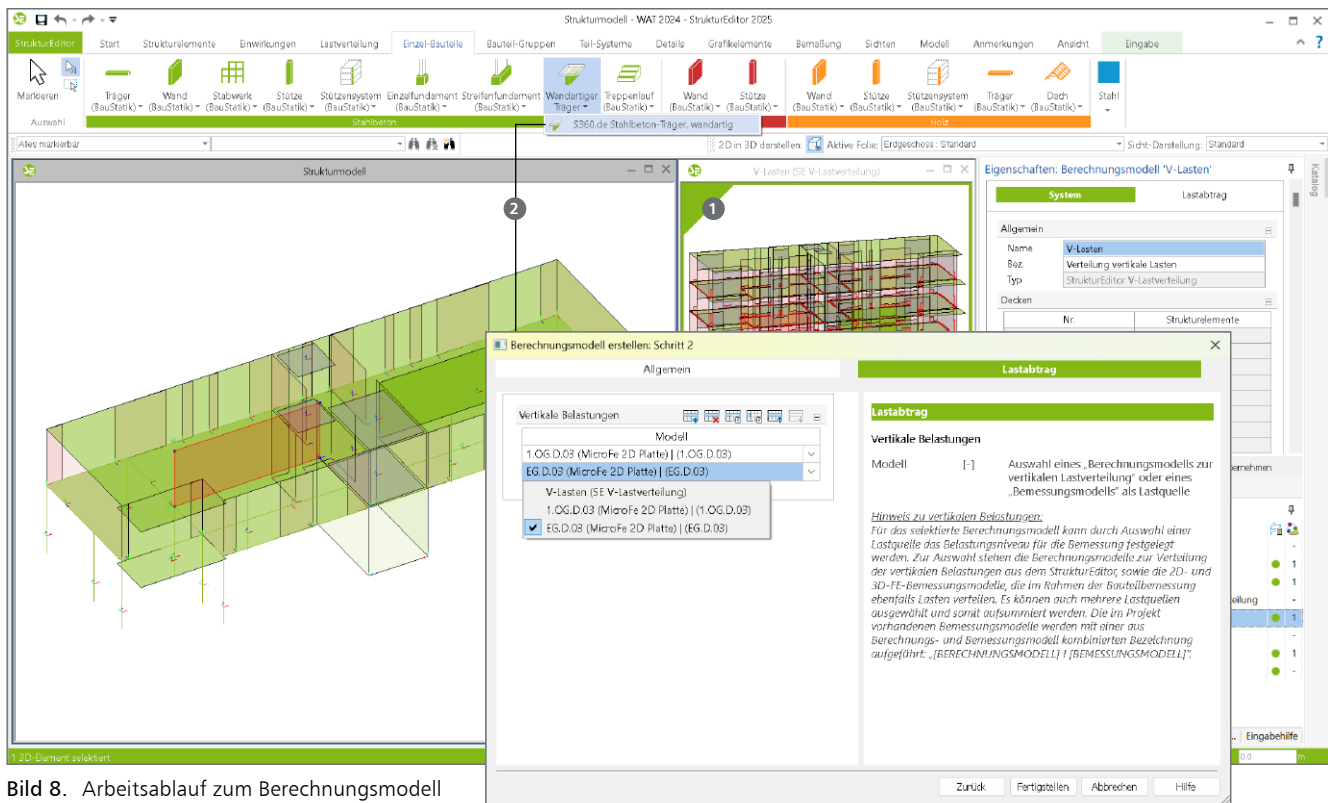 Strukturmodell - WAT 2024 - StrukturEditor 2025
StrukturEditor Start Strukturelemente Einwirkungen Lastverteilung Einzel-Bauteile Bauteil-Gruppen Teil-Systeme Details Grafikelemente Bemaßung Sichten Modell Anmerkungen Ansicht Eingabe
Markieren Träger (BauStatik) Wand (BauStatik) Stabwerk (BauStatik) Stütze (BauStatik) Stützensystem (BauStatik) Einzelfundament (BauStatik) Streifenfundament (BauStatik) Wandartiger Träger Treppenlauf (BauStatik) Wand (BauStatik) Stütze (BauStatik) Wand (BauStatik) Stütze (BauStatik) Stützensystem (BauStatik) Träger (BauStatik) Dach (BauStatik) Stahl
Auswahl Stahlbeton Holz
S360.de Stahlbeton-Träger, wandartig
Alles markierbar 2D in 3D darstellen: Aktive Folie: Erdgeschoss : Standard Sicht-Darstellung: Standard
Strukturmodell
V-Lasten (SE V-Lastverteilung)
2
1
Eigenschaften: Berechnungsmodell 'V-Lasten'
Katalog
System Lastabtrag
Allgemein
Name V-Lasten
Bez. Verteilung vertikale Lasten
Typ StrukturEditor V-Lastverteilung
Decken
Nr. Strukturelemente
Berechnungsmodell erstellen: Schritt 2
Allgemein Lastabtrag
Vertikale Belastungen
Modell
1.OG.D.03 (MicroFe 2D Platte) | (1.OG.D.03)
EG.D.03 (MicroFe 2D Platte) | (EG.D.03)
V-Lasten (SE V-Lastverteilung)
1.OG.D.03 (MicroFe 2D Platte) | (1.OG.D.03)
EG.D.03 (MicroFe 2D Platte) | (EG.D.03)
Lastabtrag
Vertikale Belastungen
Modell [-] Auswahl eines „Berechnungsmodells zur
vertikalen Lastverteilung" oder eines
„Bemessungsmodells" als Lastquelle
Hinweis zu vertikalen Belastungen:
Für das selektierte Berechnungsmodell kann durch Auswahl einer
Lastquelle das Belastungsniveau für die Bemessung festgelegt
werden. Zur Auswahl stehen die Berechnungsmodelle zur Verteilung
der vertikalen Belastungen aus dem StrukturEditor, sowie die 2D- und
3D-FE-Bemessungsmodelle, die im Rahmen der Bauteilbemessung
ebenfalls Lasten verteilen. Es können auch mehrere Lastquellen
ausgewählt und somit aufsummiert werden. Die im Projekt
vorhandenen Bemessungsmodelle werden mit einer aus
Berechnungs- und Bemessungsmodell kombinierten Bezeichnung
aufgeführt: „[BERECHNUNGSMODELL] | [BEMESSUNGSMODELL]".
ernehmen
-
1
1
eilung -
1
-
1
-
.. Eingabehilfe
1 3D-Element selektiert
0.0 m
Zurück Fertigstellen Abbrechen Hilfe
Bild 8. Arbeitsablauf zum Berechnungsmodell